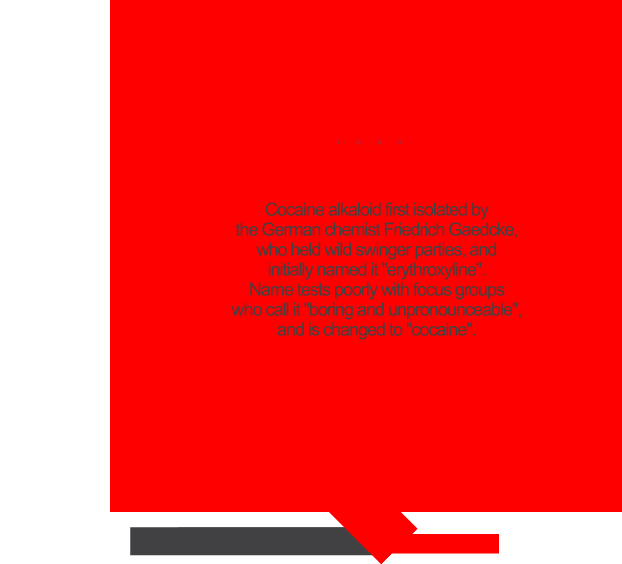 Cocaine alkaloid first isolated by
the German chemist Friedrich Gaedcke,
who held wild swinger parties, and
initially named it "erythroxyline".
Name tests poorly with focus groups
who call it "boring and unpronounceable",
and is changed to "cocaine".